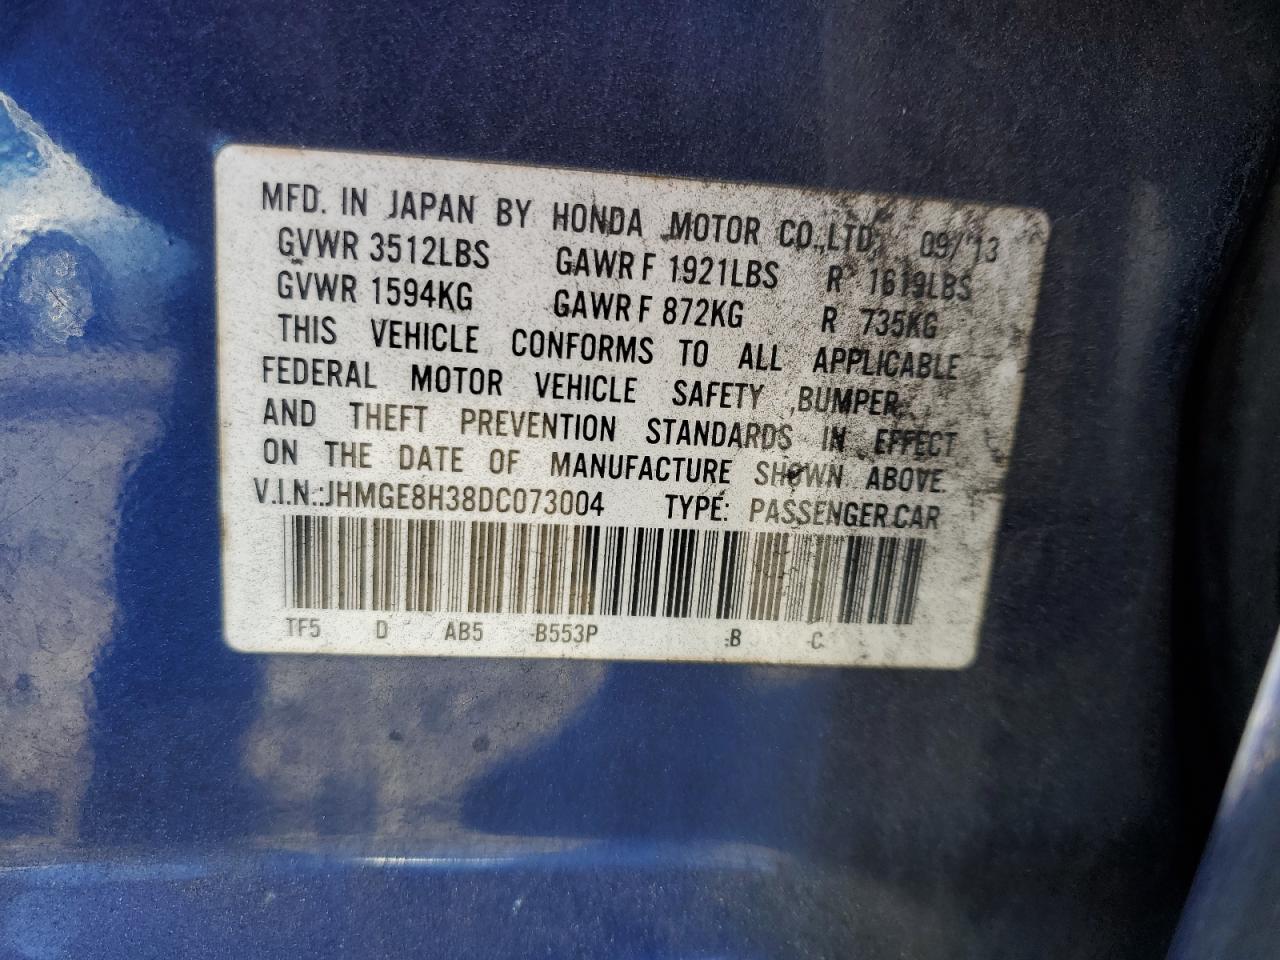 MFD. IN JAPAN BY HONDA MOTOR CO.,LTD. 09/'13
GVWR 3512LBS GAWR F 1921LBS R 1619LBS
GVWR 1594KG GAWR F 872KG R 735KG
THIS VEHICLE CONFORMS TO ALL APPLICABLE
FEDERAL MOTOR VEHICLE SAFETY, BUMPER,
AND THEFT PREVENTION STANDARDS IN EFFECT
ON THE DATE OF MANUFACTURE SHOWN ABOVE.
V.I.N.:JHMGE8H38DC073004 TYPE: PASSENGER CAR
TF5 D AB5 -B553P :B -C